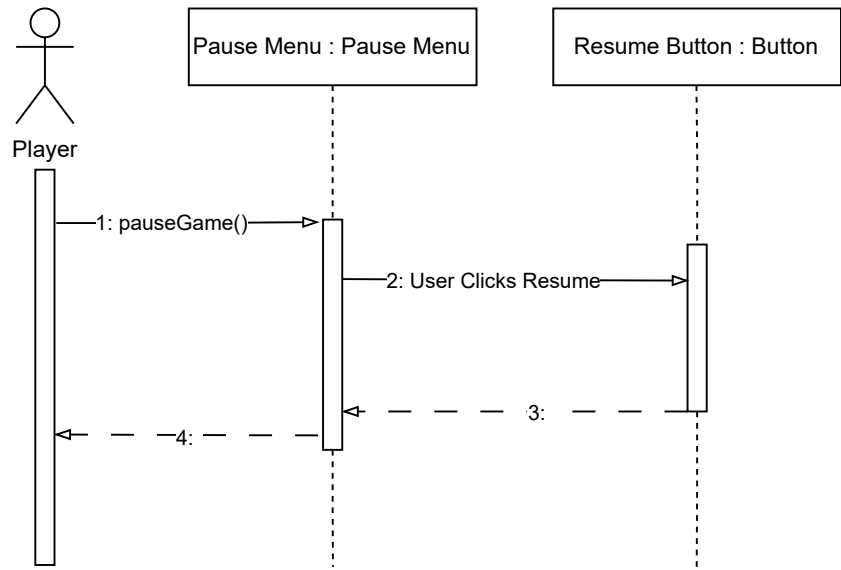 Pause Menu : Pause Menu
Resume Button : Button
Player
1: pauseGame()
2: User Clicks Resume
3:
4: